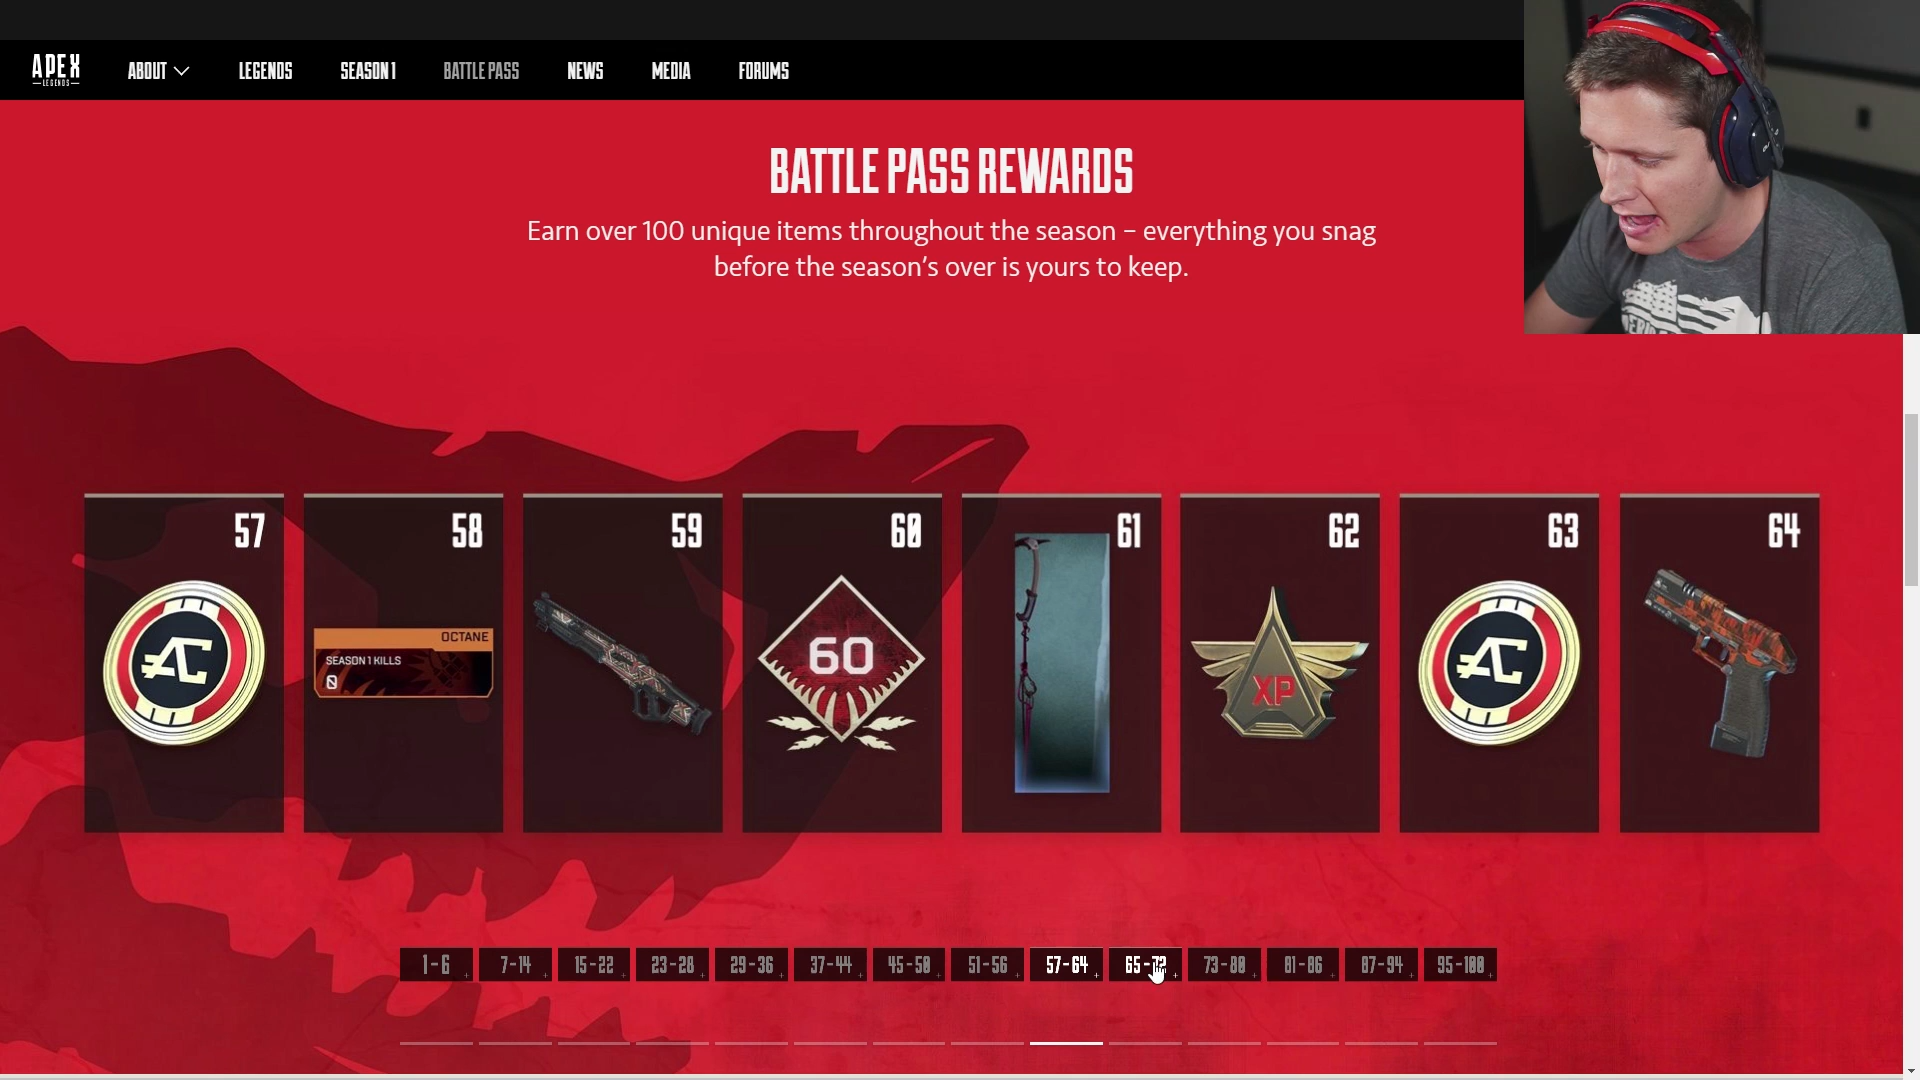 APEX
LEGENDS
ABOUT
LEGENDS
SEASON 1
BATTLE PASS
NEWS
MEDIA
FORUMS
BATTLE PASS REWARDS
Earn over 100 unique items throughout the season – everything you snag
before the season's over is yours to keep.
57
58
59
60
61
62
63
64
OCTANE
SEASON 1 KILLS
0
60
XP
1-6
7-14
15-22
23-28
29-36
37-44
45-50
51-56
57-64
65-72
73-80
81-86
87-94
95-100